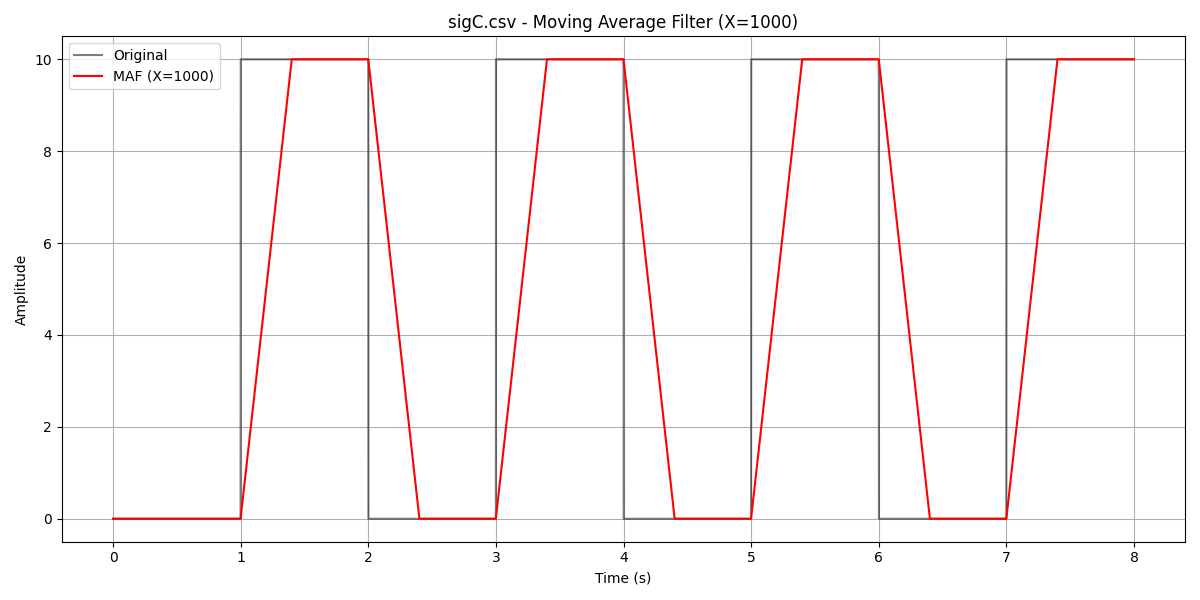 sigC.csv - Moving Average Filter (X=1000)
Original
MAF (X=1000)
10
8
6
4
2
0
Amplitude
0 1 2 3 4 5 6 7 8
Time (s)